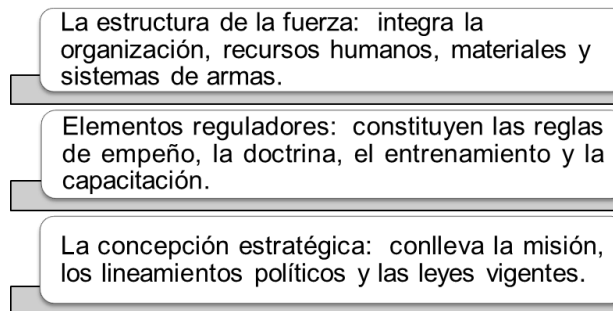 La estructura de la fuerza: integra la
organización, recursos humanos, materiales y
sistemas de armas.
Elementos reguladores: constituyen las reglas
de empeño, la doctrina, el entrenamiento y la
capacitación.
La concepción estratégica: conlleva la misión,
los lineamientos políticos y las leyes vigentes.